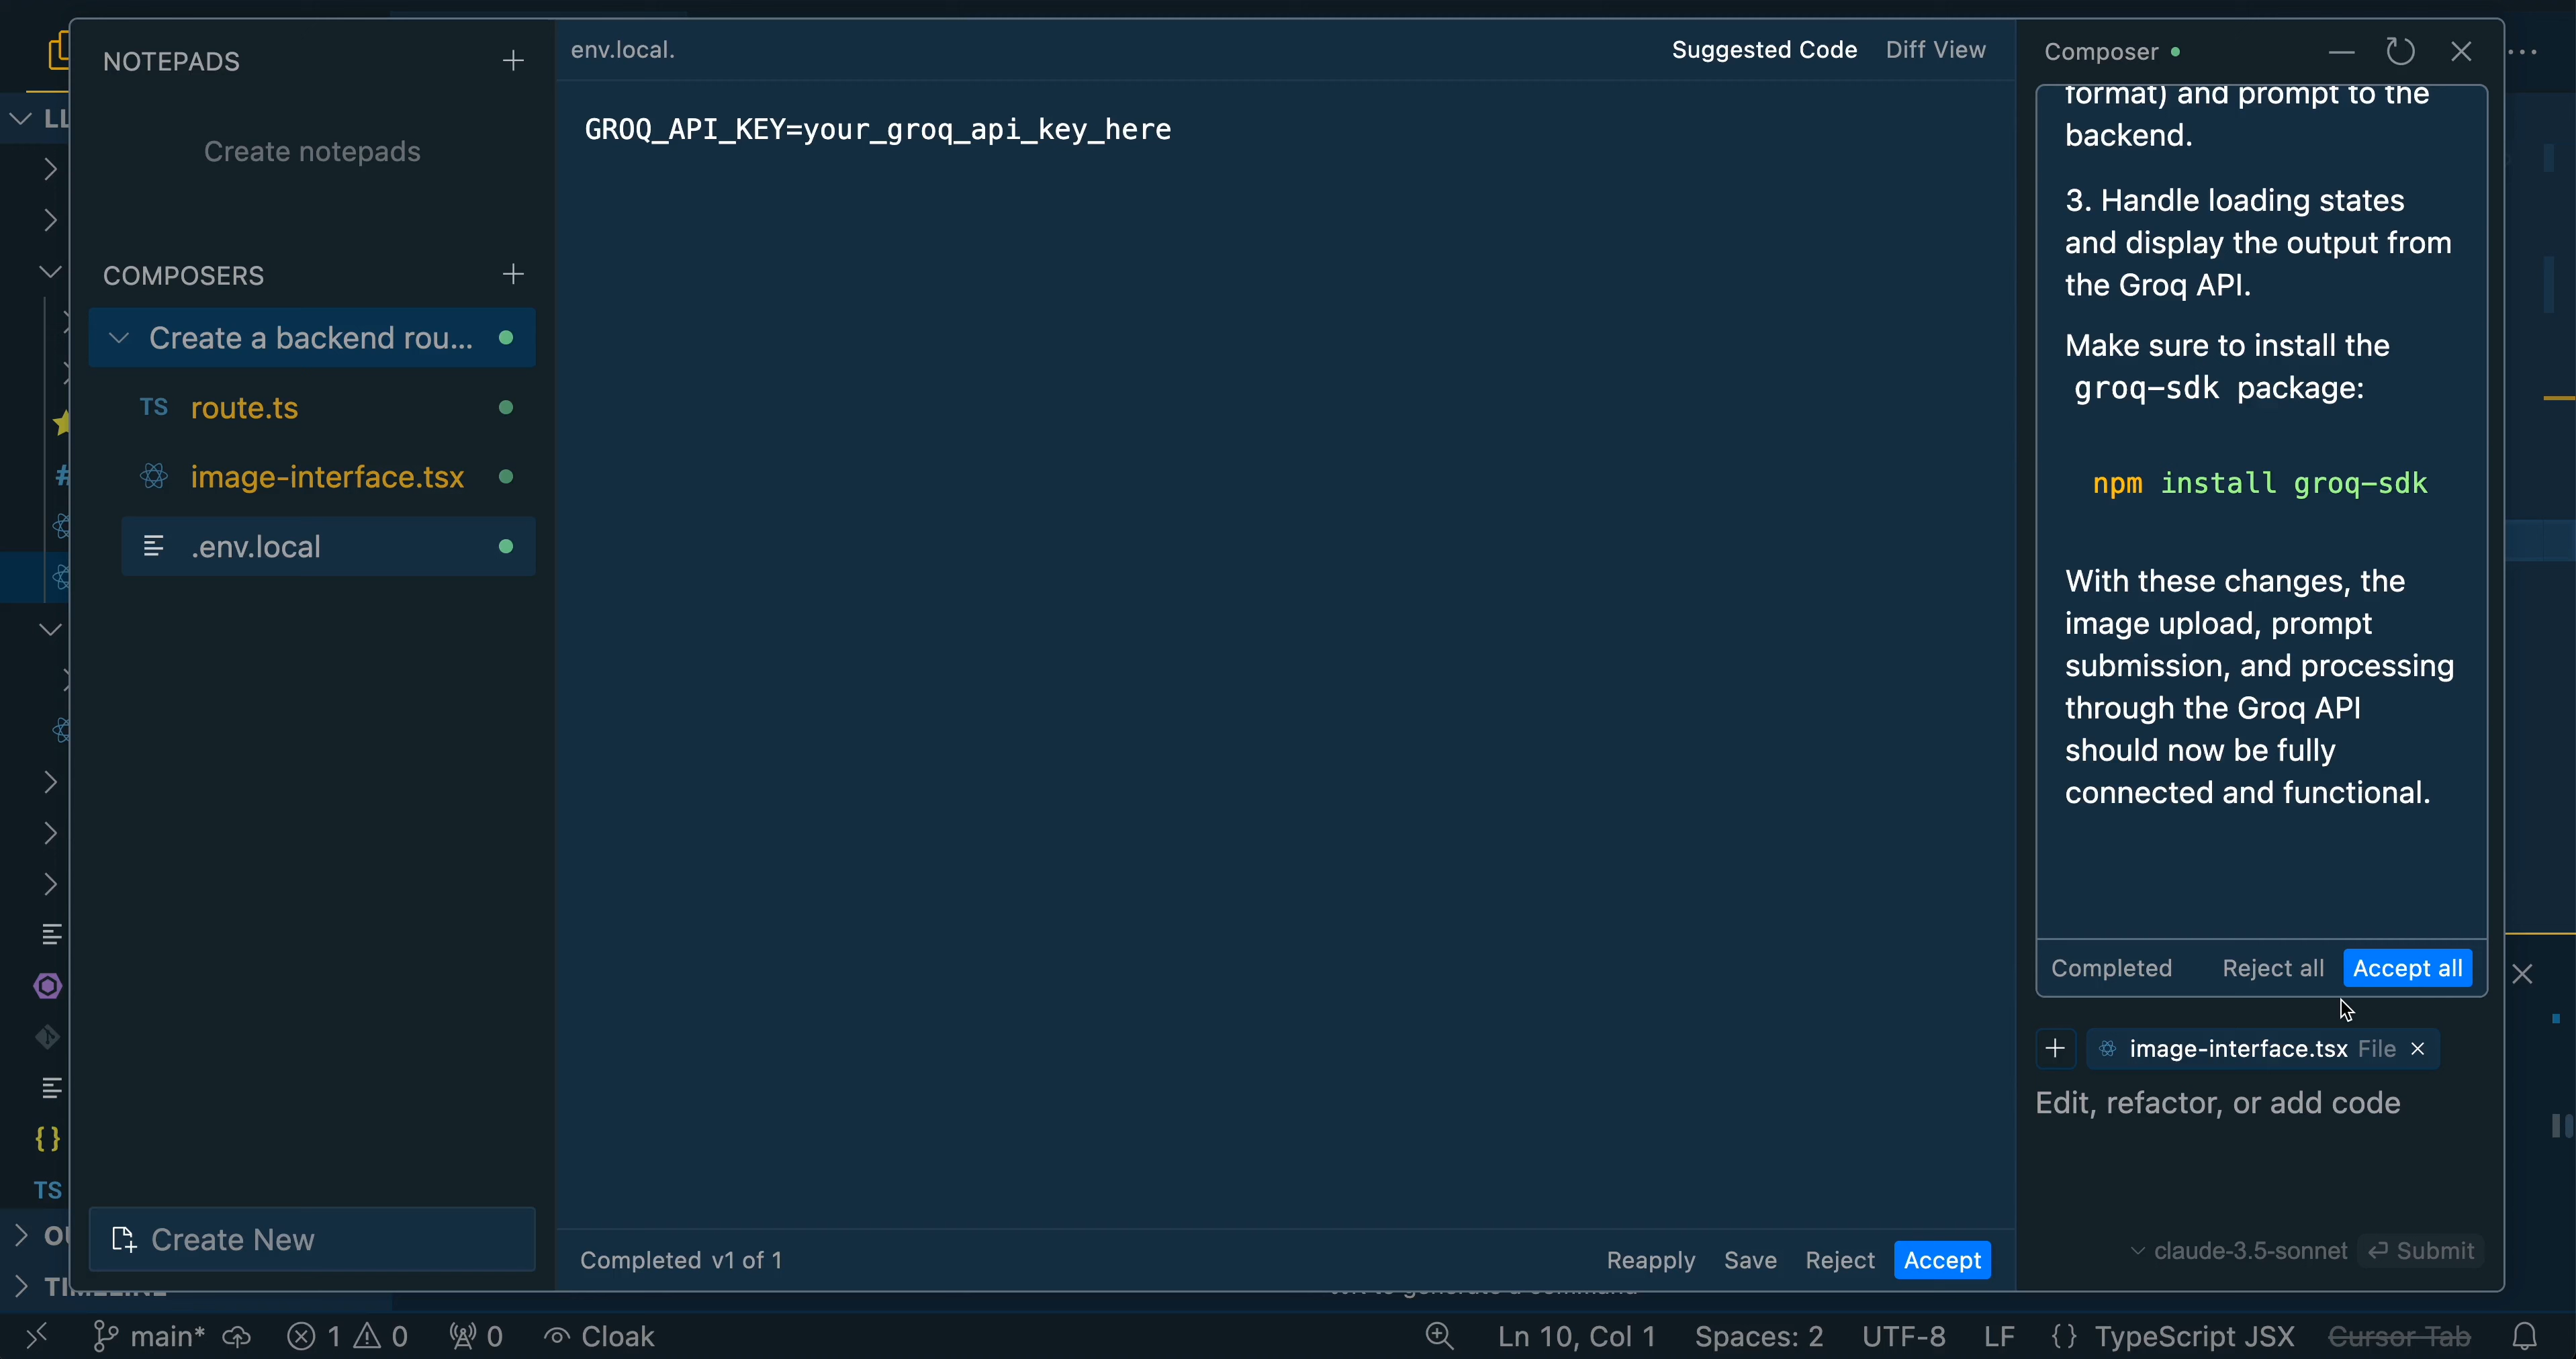 NOTEPADS
Create notepads
COMPOSERS
Create a backend rou...
TS route.ts
image-interface.tsx
.env.local
Create New
LL
#
{ }
TS
env.local.
Suggested Code Diff View
GROQ_API_KEY=your_groq_api_key_here
Completed v1 of 1
Reapply Save Reject Accept
Composer
format) and prompt to the
backend.
3. Handle loading states
and display the output from
the Groq API.
Make sure to install the
groq-sdk package:
npm install groq-sdk
With these changes, the
image upload, prompt
submission, and processing
through the Groq API
should now be fully
connected and functional.
Completed Reject all Accept all
image-interface.tsx File
Edit, refactor, or add code
claude-3.5-sonnet Submit
main* 1 0 0 Cloak
Ln 10, Col 1 Spaces: 2 UTF-8 LF { } TypeScript JSX Cursor Tab